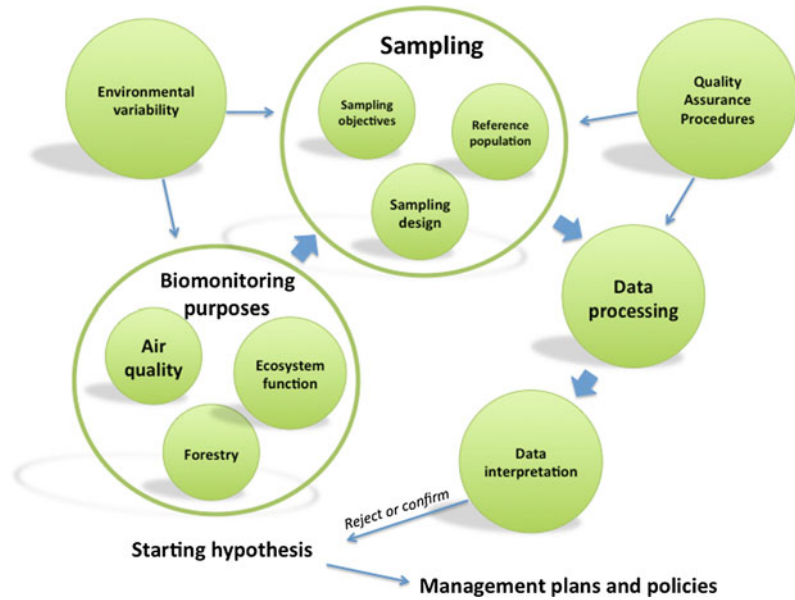 Sampling
Environmental
variability
Quality
Assurance
Procedures
Sampling
objectives
Reference
population
Sampling
design
Biomonitoring
purposes
Air
quality
Ecosystem
function
Forestry
Data
processing
Data
interpretation
Reject or confirm
Starting hypothesis
Management plans and policies